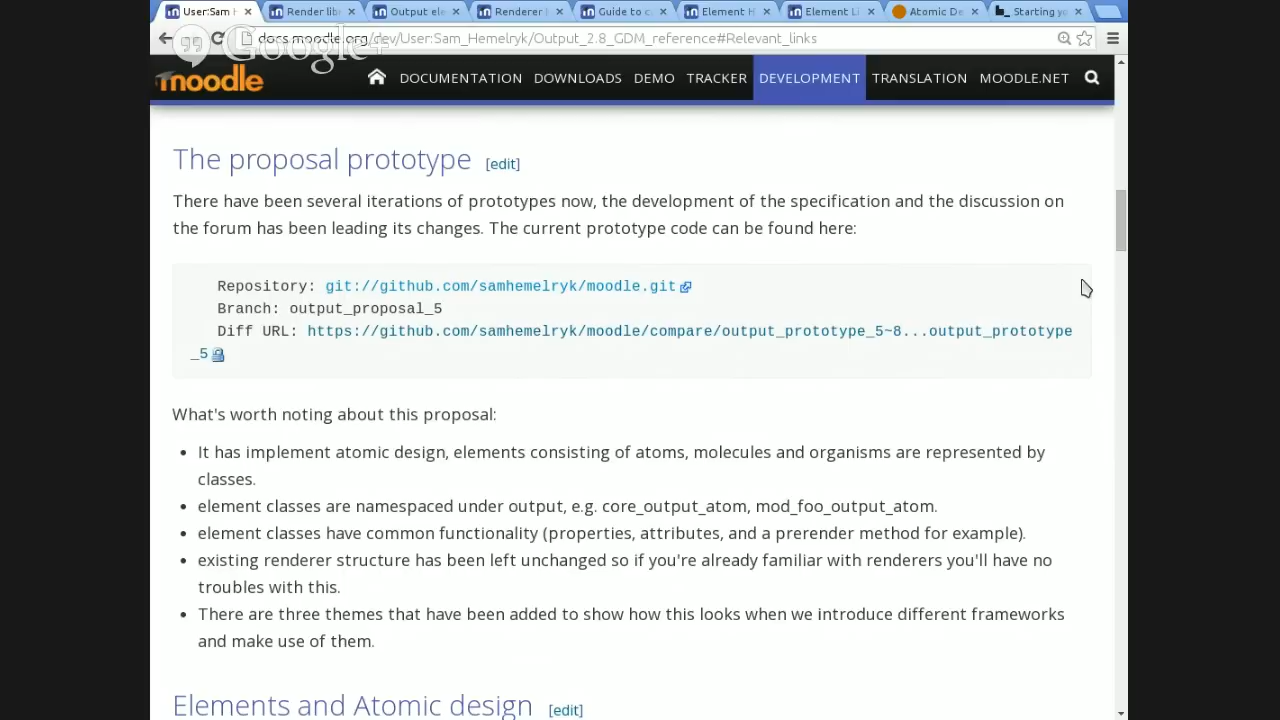 User:Sam H
Render lib
Output ele
Renderer l
Guide to c
Element H
Element Li
Atomic De
Starting yo
docs.moodle.org/dev/User:Sam_Hemelryk/Output_2.8_GDM_reference#Relevant_links
Google+
moodle
DOCUMENTATION DOWNLOADS DEMO TRACKER DEVELOPMENT TRANSLATION MOODLE.NET
The proposal prototype [edit]
There have been several iterations of prototypes now, the development of the specification and the discussion on
the forum has been leading its changes. The current prototype code can be found here:
Repository: git://github.com/samhemelryk/moodle.git
Branch: output_proposal_5
Diff URL: https://github.com/samhemelryk/moodle/compare/output_prototype_5~8...output_prototype
_5
What's worth noting about this proposal:
It has implement atomic design, elements consisting of atoms, molecules and organisms are represented by
classes.
element classes are namespaced under output, e.g. core_output_atom, mod_foo_output_atom.
element classes have common functionality (properties, attributes, and a prerender method for example).
existing renderer structure has been left unchanged so if you're already familiar with renderers you'll have no
troubles with this.
There are three themes that have been added to show how this looks when we introduce different frameworks
and make use of them.
Elements and Atomic design [edit]